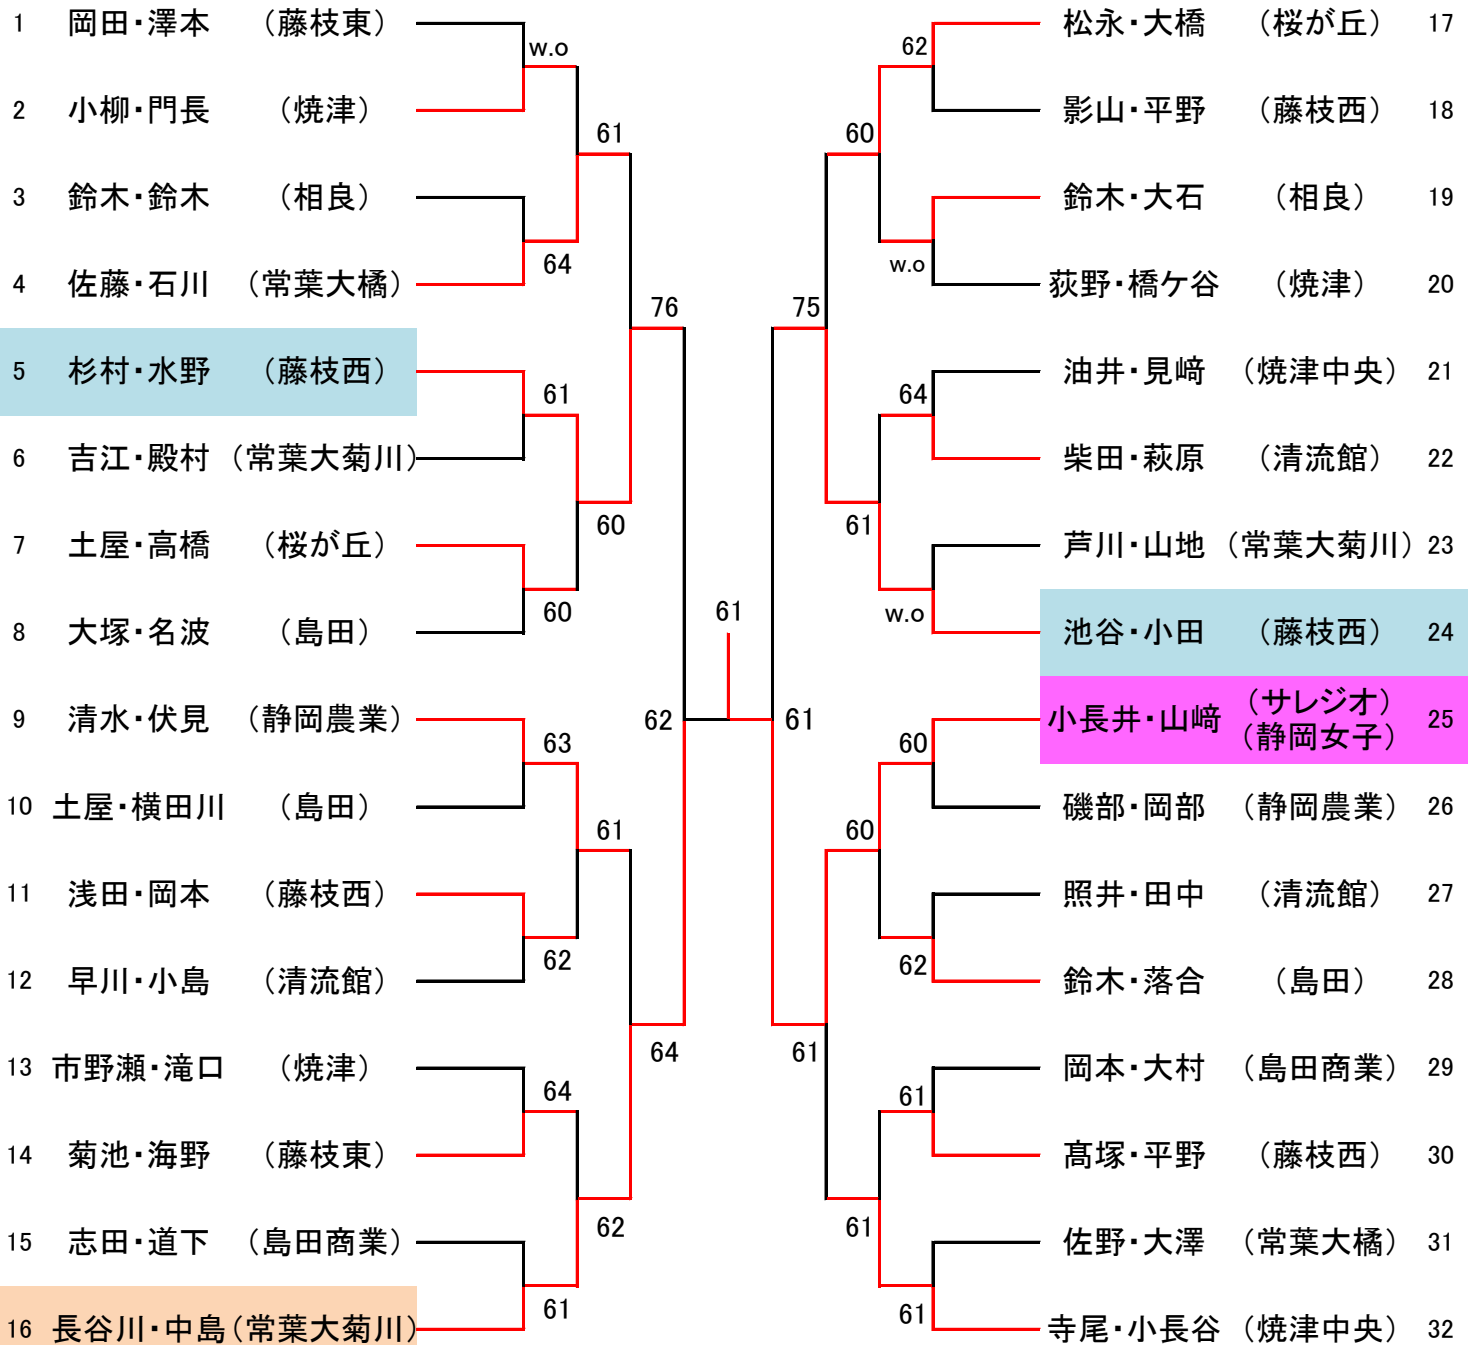 1 岡田・澤本 （藤枝東）
w.o
2 小柳・門長 （焼津）
61
3 鈴木・鈴木 （相良）
64
4 佐藤・石川 （常葉大橘）
76
5 杉村・水野 （藤枝西）
61
6 吉江・殿村 （常葉大菊川）
60
7 土屋・高橋 （桜が丘）
60
8 大塚・名波 （島田）
9 清水・伏見 （静岡農業）
62
63
10 土屋・横田川 （島田）
61
11 浅田・岡本 （藤枝西）
62
12 早川・小島 （清流館）
64
13 市野瀬・滝口 （焼津）
64
14 菊池・海野 （藤枝東）
62
15 志田・道下 （島田商業）
61
16 長谷川・中島 （常葉大菊川）
61
松永・大橋 （桜が丘） 17
62
影山・平野 （藤枝西） 18
60
鈴木・大石 （相良） 19
w.o
荻野・橋ケ谷 （焼津） 20
75
油井・見﨑 （焼津中央） 21
64
柴田・萩原 （清流館） 22
61
芦川・山地 （常葉大菊川） 23
w.o
池谷・小田 （藤枝西） 24
小長井・山﨑 （サレジオ） 25
（静岡女子）
61
60
磯部・岡部 （静岡農業） 26
60
照井・田中 （清流館） 27
62
鈴木・落合 （島田） 28
61
岡本・大村 （島田商業） 29
61
髙塚・平野 （藤枝西） 30
61
佐野・大澤 （常葉大橘） 31
61
寺尾・小長谷 （焼津中央） 32